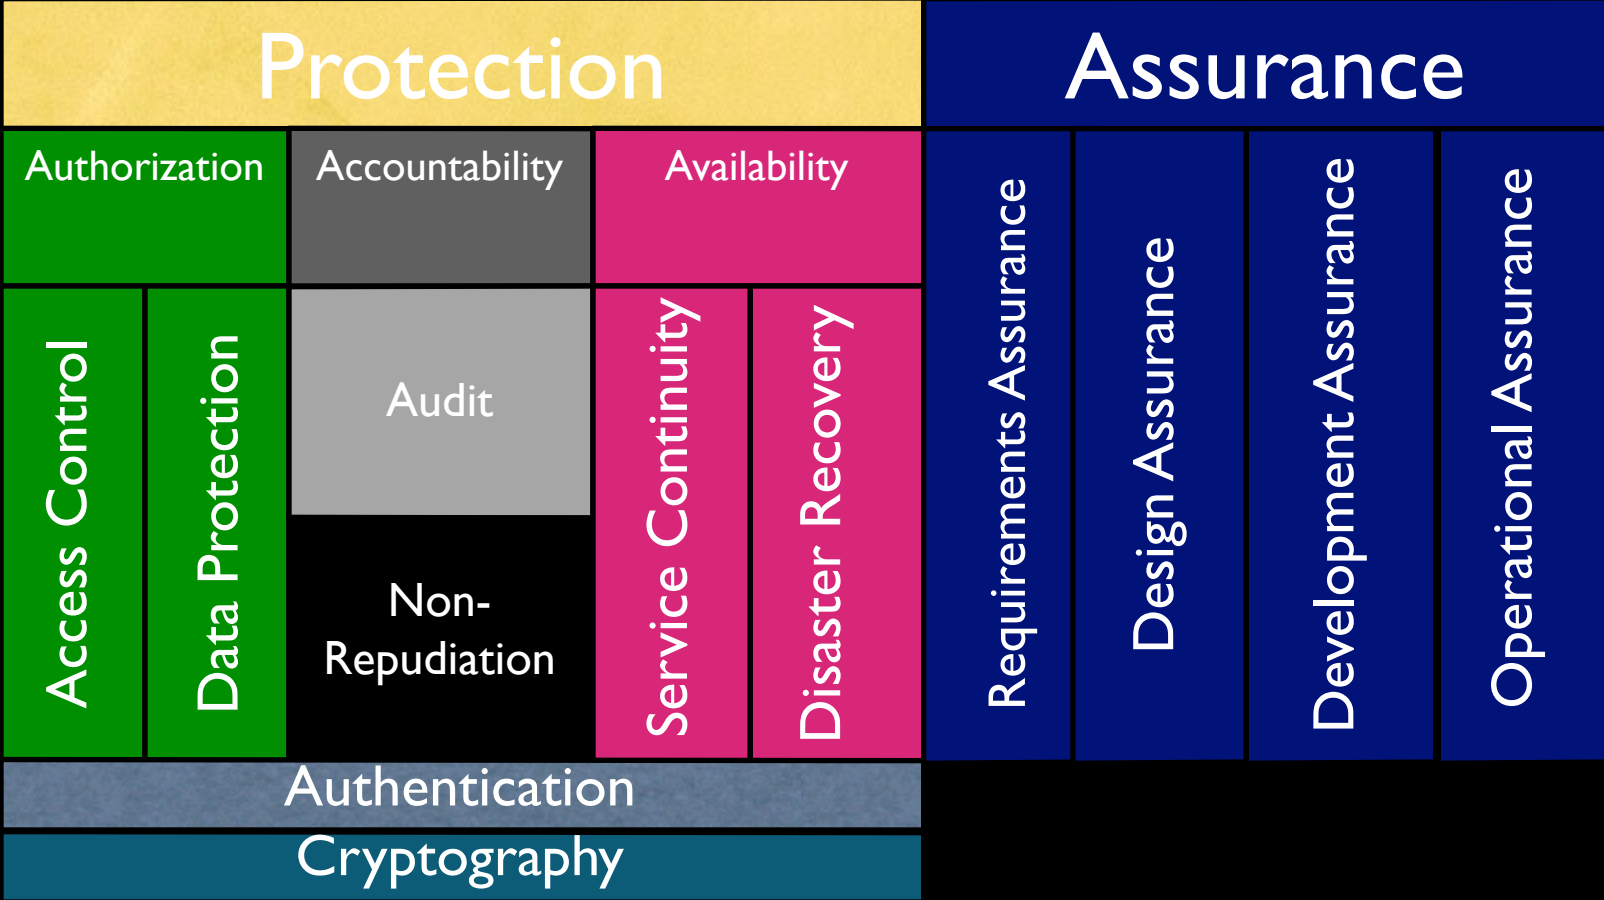 Protection
Assurance
Authorization
Accountability
Availability
Access Control
Data Protection
Audit
Non-
Repudiation
Service Continuity
Disaster Recovery
Requirements Assurance
Design Assurance
Development Assurance
Operational Assurance
Authentication
Cryptography